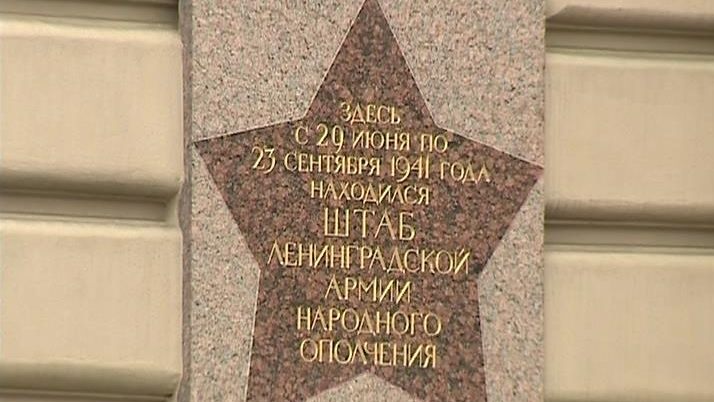 ЗДЕСЬ
С 29 ИЮНЯ ПО
23 СЕНТЯБРЯ 1941 ГОДА
НАХОДИЛСЯ
ШТАБ
ЛЕНИНГРАДСКОЙ
АРМИИ
НАРОДНОГО
ОПОЛЧЕНИЯ